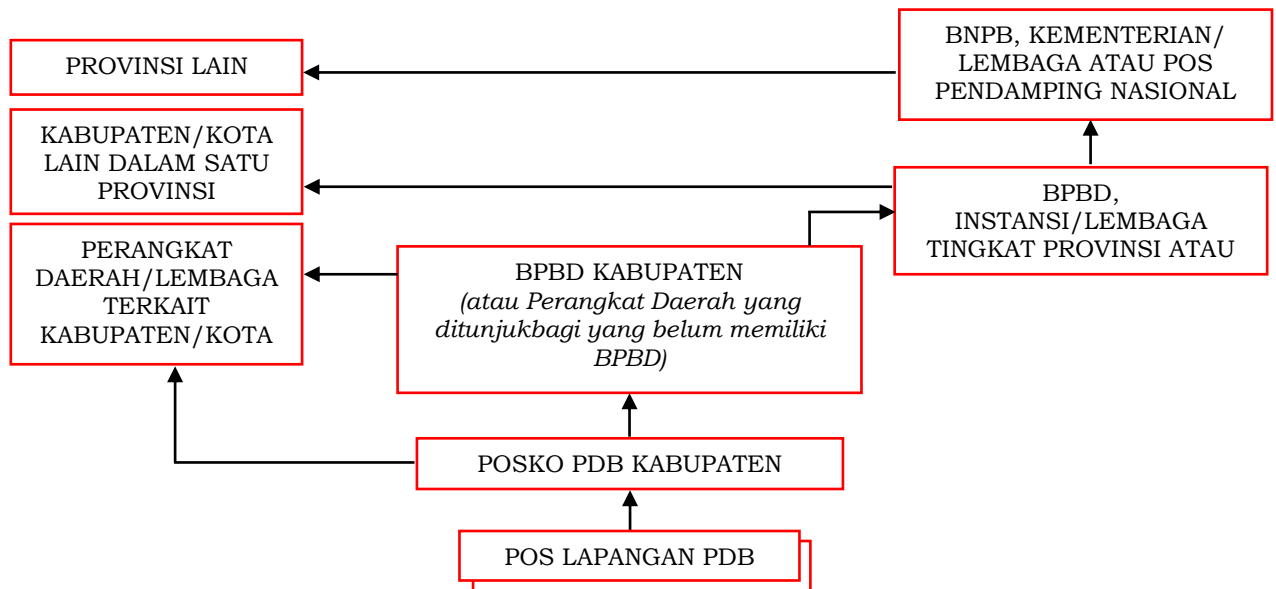 PROVINSI LAIN
BNPB, KEMENTERIAN/
LEMBAGA ATAU POS
PENDAMPING NASIONAL
KABUPATEN/KOTA
LAIN DALAM SATU
PROVINSI
BPBD,
INSTANSI/LEMBAGA
TINGKAT PROVINSI ATAU
PERANGKAT
DAERAH/LEMBAGA
TERKAIT
KABUPATEN/KOTA
BPBD KABUPATEN
(atau Perangkat Daerah yang
ditunjukbagi yang belum memiliki
BPBD)
POSKO PDB KABUPATEN
POS LAPANGAN PDB